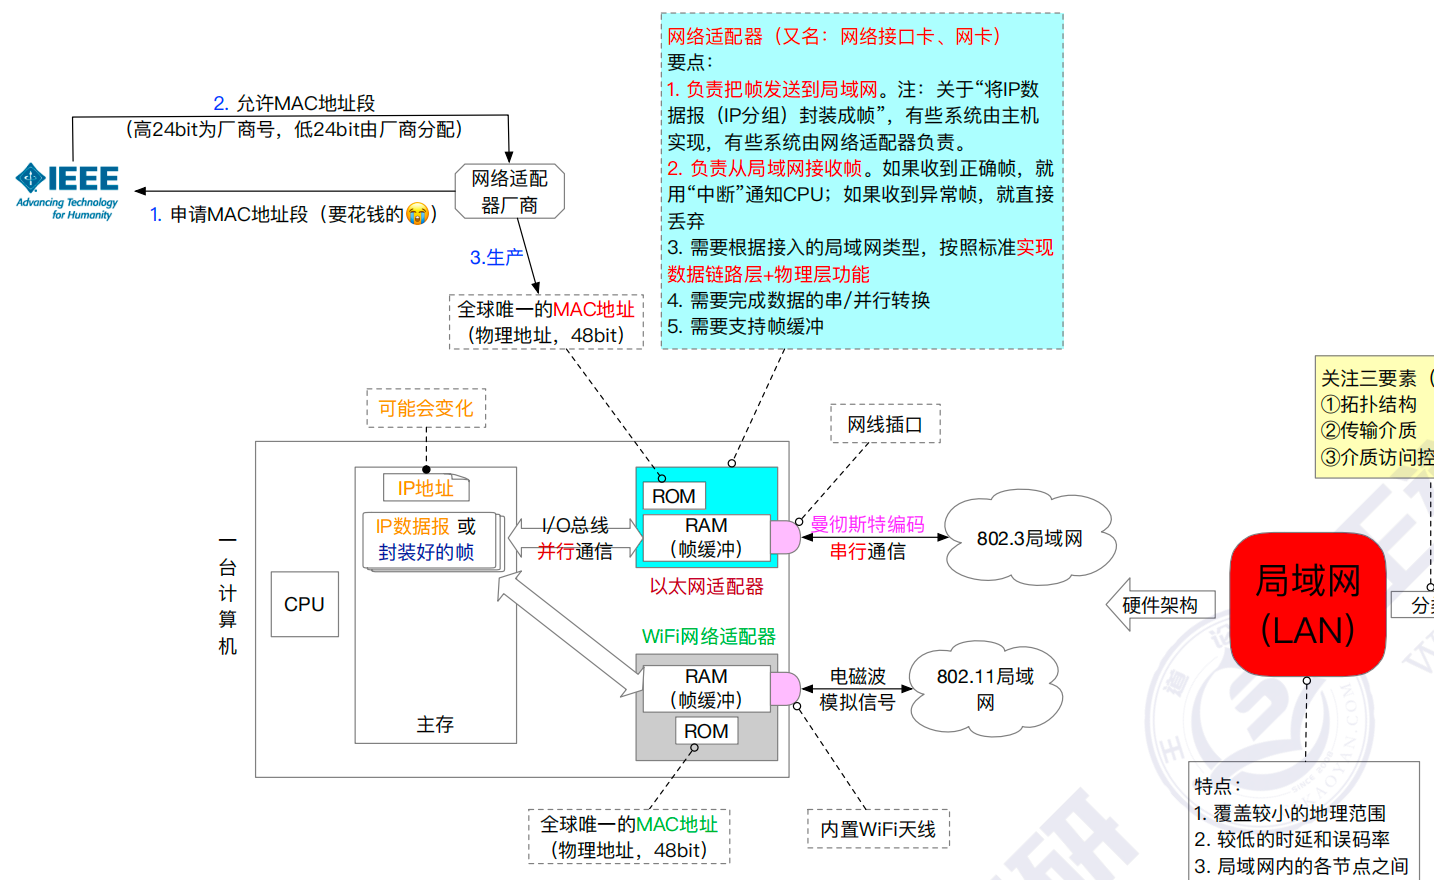 网络适配器（又名：网络接口卡、网卡）
要点：
1. 负责把帧发送到局域网。注：关于“将IP数
据报（IP分组）封装成帧”，有些系统由主机
实现，有些系统由网络适配器负责。
2. 负责从局域网接收帧。如果收到正确帧，就
用“中断”通知CPU；如果收到异常帧，就直接
丢弃
3. 需要根据接入的局域网类型，按照标准实现
数据链路层+物理层功能
4. 需要完成数据的串/并行转换
5. 需要支持帧缓冲
2. 允许MAC地址段
（高24bit为厂商号，低24bit由厂商分配）
IEEE
Advancing Technology
for Humanity
网络适配
器厂商
1. 申请MAC地址段（要花钱的😭）
3.生产
全球唯一的MAC地址
（物理地址，48bit）
可能会变化
网线插口
关注三要素（
①拓扑结构
②传输介质
③介质访问控
IP地址
IP数据报 或
封装好的帧
I/O总线
并行通信
ROM
RAM
（帧缓冲）
以太网适配器
曼彻斯特编码
串行通信
802.3局域网
一台计算机
CPU
主存
硬件架构
局域网
（LAN）
分类
WiFi网络适配器
RAM
（帧缓冲）
ROM
电磁波
模拟信号
802.11局域
网
全球唯一的MAC地址
（物理地址，48bit）
内置WiFi天线
特点：
1. 覆盖较小的地理范围
2. 较低的时延和误码率
3. 局域网内的各节点之间